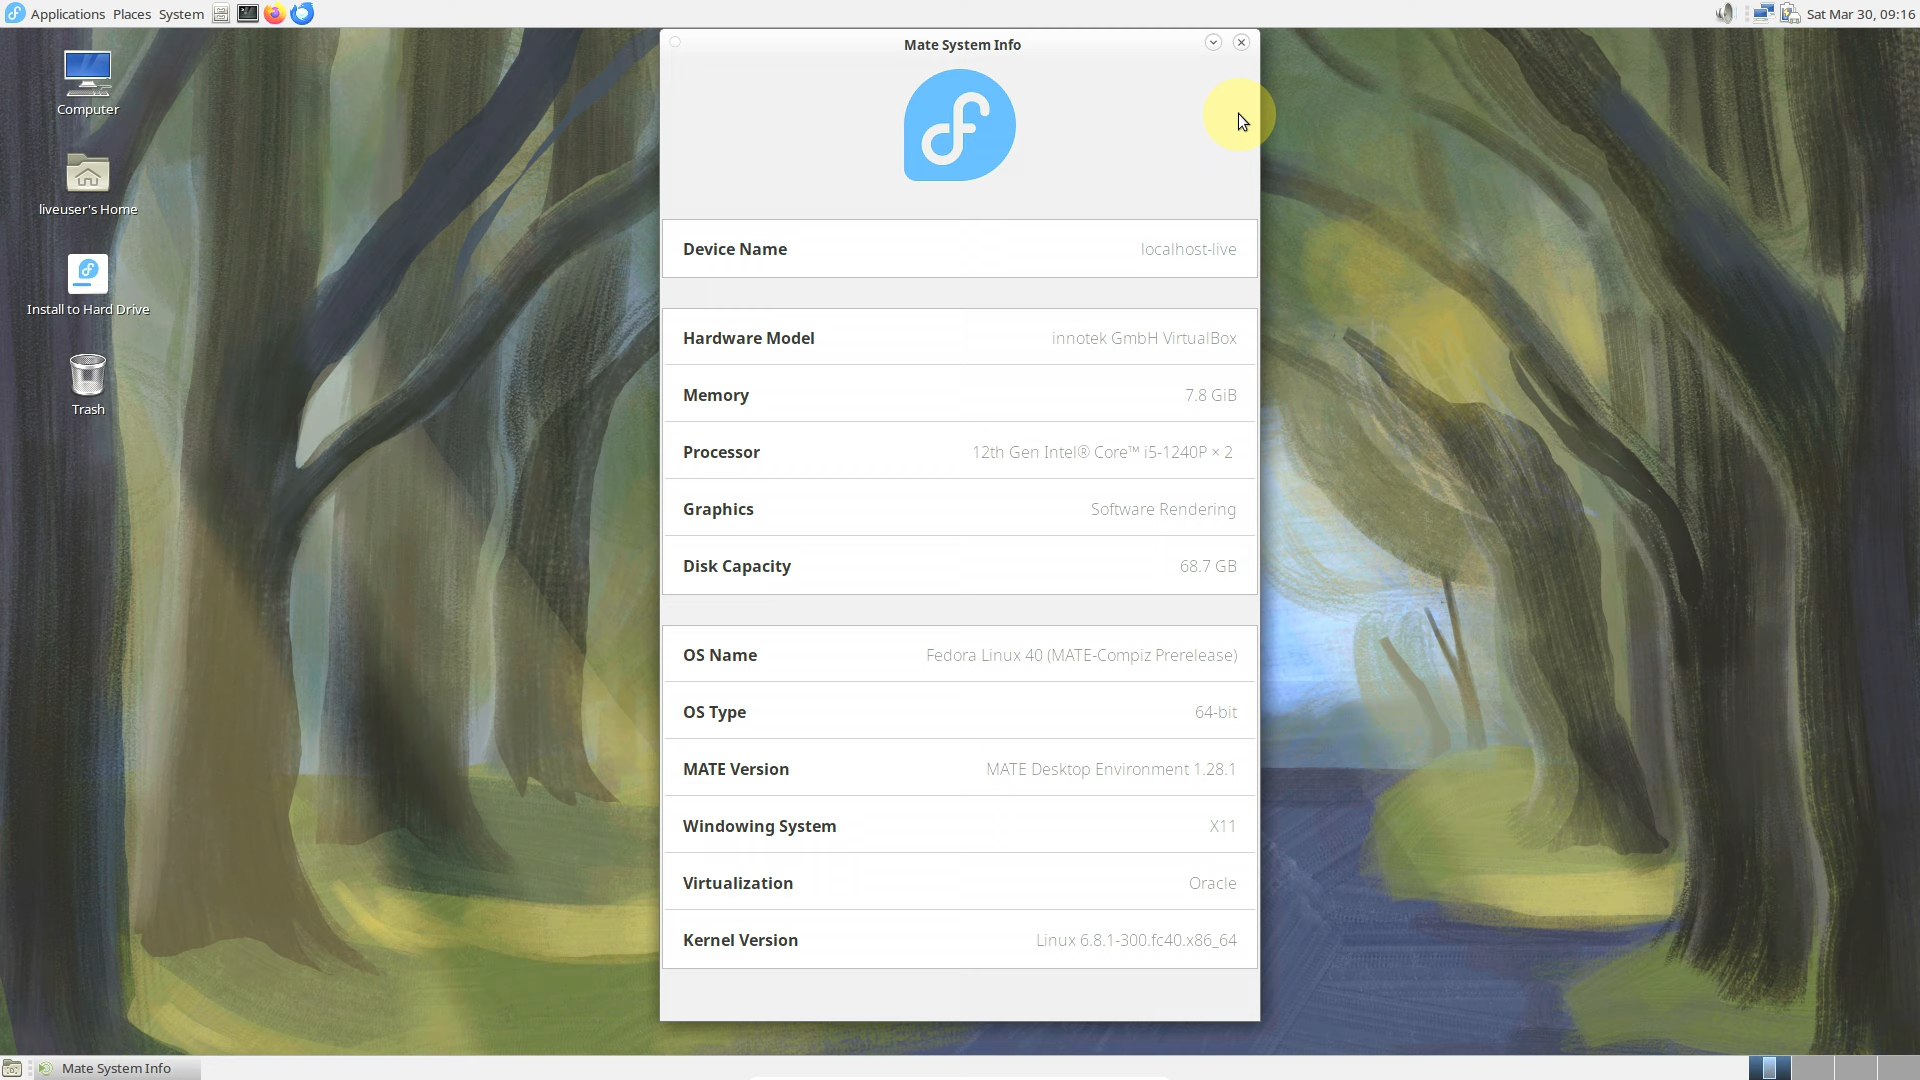 Applications Places System
Sat Mar 30, 09:16
Computer
liveuser's Home
Install to Hard Drive
Trash
Mate System Info
Device Name localhost-live
Hardware Model innotek GmbH VirtualBox
Memory 7.8 GiB
Processor 12th Gen Intel® Core™ i5-1240P × 2
Graphics Software Rendering
Disk Capacity 68.7 GB
OS Name Fedora Linux 40 (MATE-Compiz Prerelease)
OS Type 64-bit
MATE Version MATE Desktop Environment 1.28.1
Windowing System X11
Virtualization Oracle
Kernel Version Linux 6.8.1-300.fc40.x86_64
Mate System Info